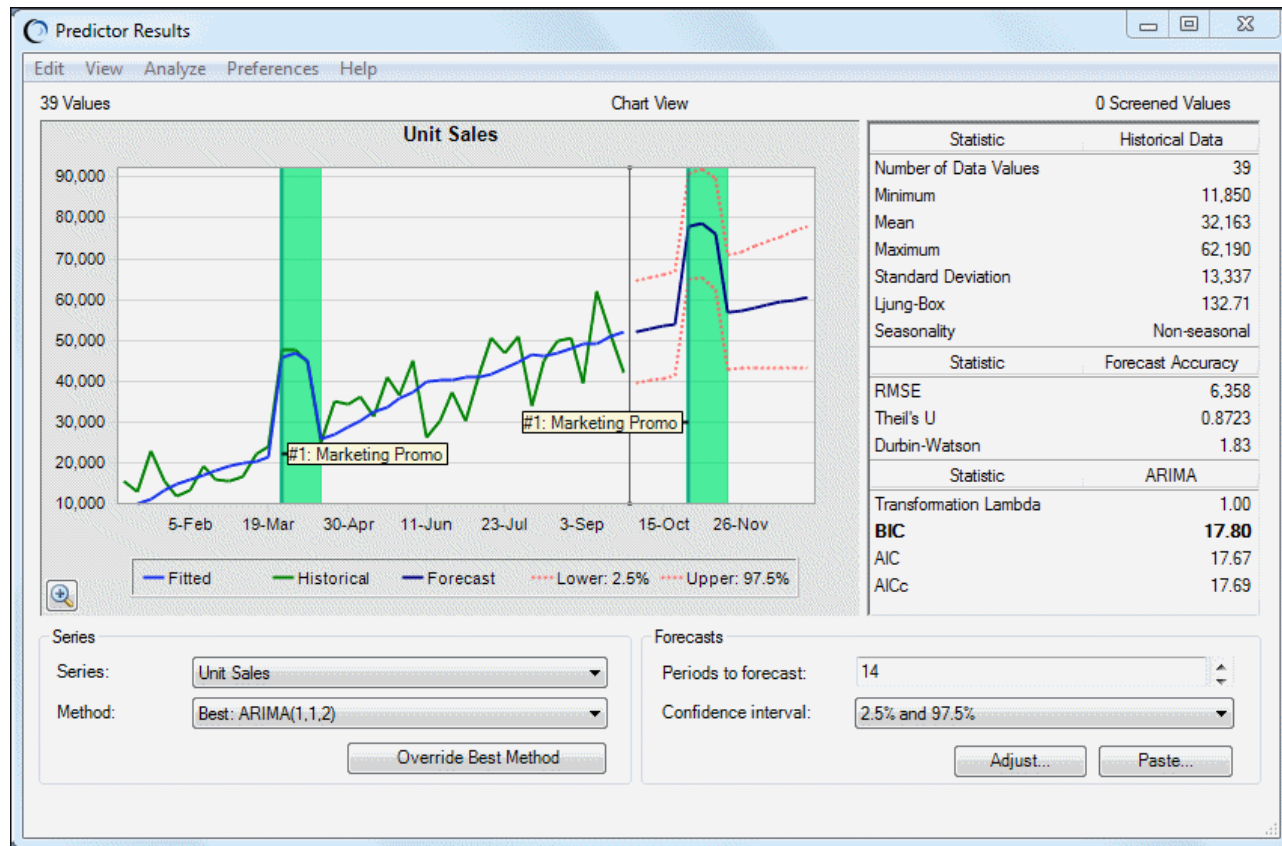 Predictor Results
Edit View Analyze Preferences Help
39 Values Chart View 0 Screened Values
Unit Sales
90,000
80,000
70,000
60,000
50,000
40,000
30,000
20,000
10,000
#1: Marketing Promo
#1: Marketing Promo
5-Feb 19-Mar 30-Apr 11-Jun 23-Jul 3-Sep 15-Oct 26-Nov
Fitted Historical Forecast Lower: 2.5% Upper: 97.5%
Statistic Historical Data
Number of Data Values 39
Minimum 11,850
Mean 32,163
Maximum 62,190
Standard Deviation 13,337
Ljung-Box 132.71
Seasonality Non-seasonal
Statistic Forecast Accuracy
RMSE 6,358
Theil's U 0.8723
Durbin-Watson 1.83
Statistic ARIMA
Transformation Lambda 1.00
BIC 17.80
AIC 17.67
AICc 17.69
Series
Series: Unit Sales
Method: Best: ARIMA(1,1,2)
Override Best Method
Forecasts
Periods to forecast: 14
Confidence interval: 2.5% and 97.5%
Adjust... Paste...